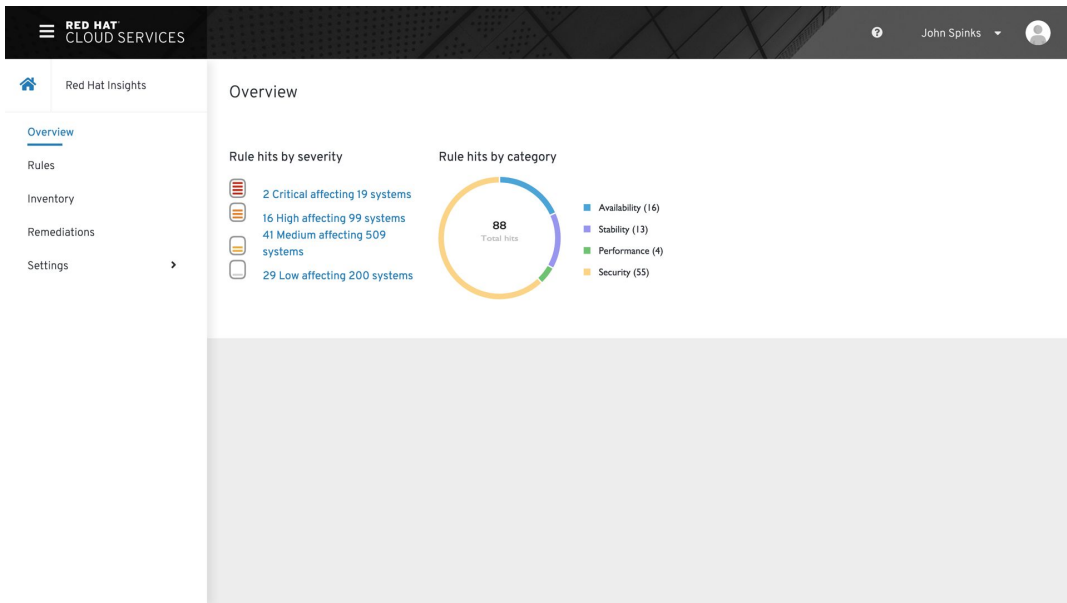 RED HAT
CLOUD SERVICES
John Spinks
Red Hat Insights
Overview
Rules
Inventory
Remediations
Settings
Overview
Rule hits by severity
2 Critical affecting 19 systems
16 High affecting 99 systems
41 Medium affecting 509
systems
29 Low affecting 200 systems
Rule hits by category
88
Total hits
Availability (16)
Stability (13)
Performance (4)
Security (55)